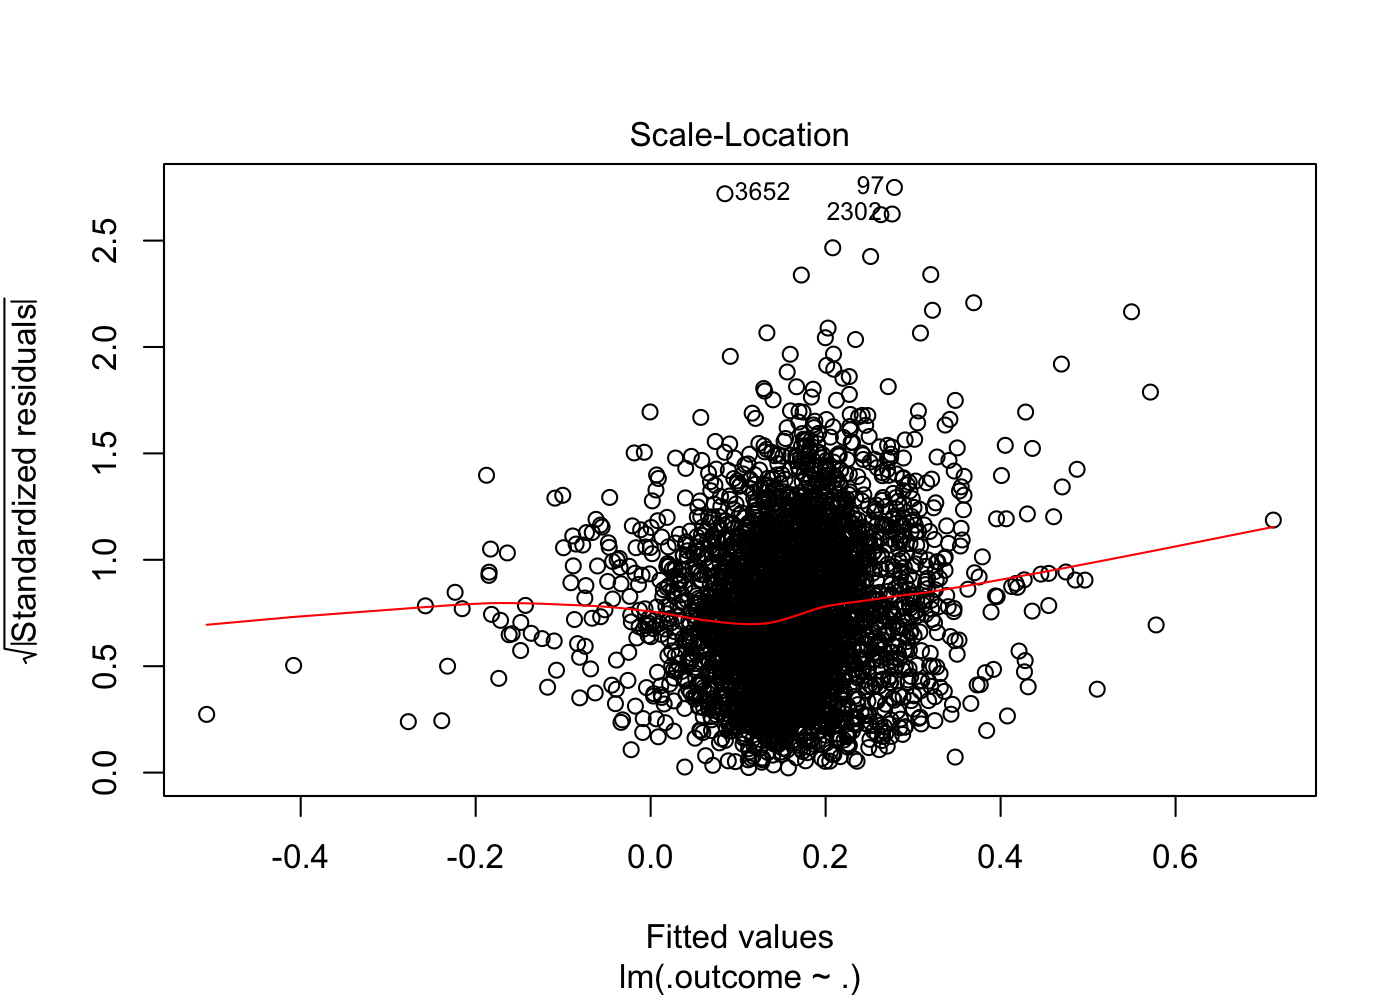 Scale-Location
√|Standardized residuals|
2.5
2.0
1.5
1.0
0.5
0.0
3652
97
2302
-0.4 -0.2 0.0 0.2 0.4 0.6
Fitted values
lm(.outcome ~ .)